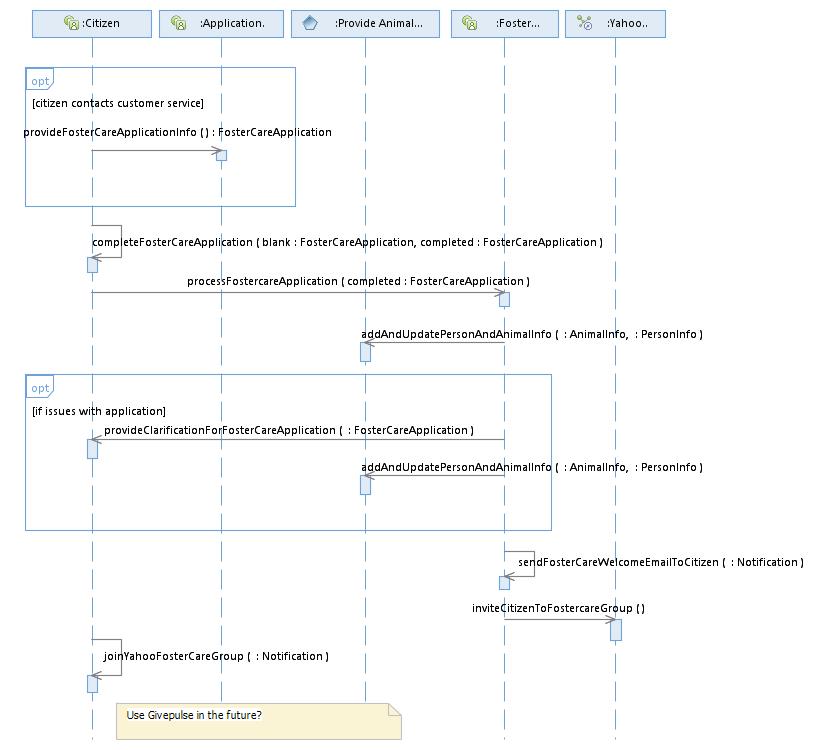 :Citizen
:Application.
:Provide Animal...
:Foster...
:Yahoo..
opt
[citizen contacts customer service]
provideFosterCareApplicationInfo ( ) : FosterCareApplication
completeFosterCareApplication ( blank : FosterCareApplication, completed : FosterCareApplication )
processFostercareApplication ( completed : FosterCareApplication )
addAndUpdatePersonAndAnimalInfo ( : AnimalInfo, : PersonInfo )
opt
[if issues with application]
provideClarificationForFosterCareApplication ( : FosterCareApplication )
addAndUpdatePersonAndAnimalInfo ( : AnimalInfo, : PersonInfo )
sendFosterCareWelcomeEmailToCitizen ( : Notification )
inviteCitizenToFostercareGroup ( )
joinYahooFosterCareGroup ( : Notification )
Use Givepulse in the future?